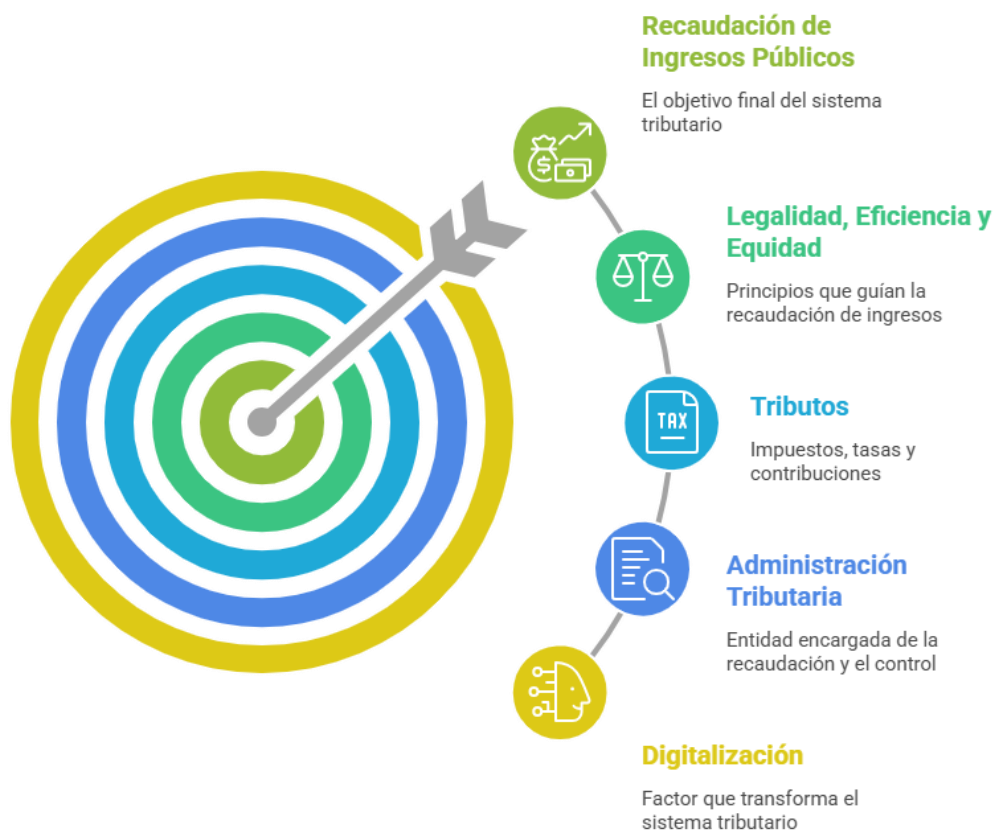 Recaudación de
Ingresos Públicos
El objetivo final del sistema
tributario
Legalidad, Eficiencia y
Equidad
Principios que guían la
recaudación de ingresos
TAX
Tributos
Impuestos, tasas y
contribuciones
Administración
Tributaria
Entidad encargada de la
recaudación y el control
Digitalización
Factor que transforma el
sistema tributario